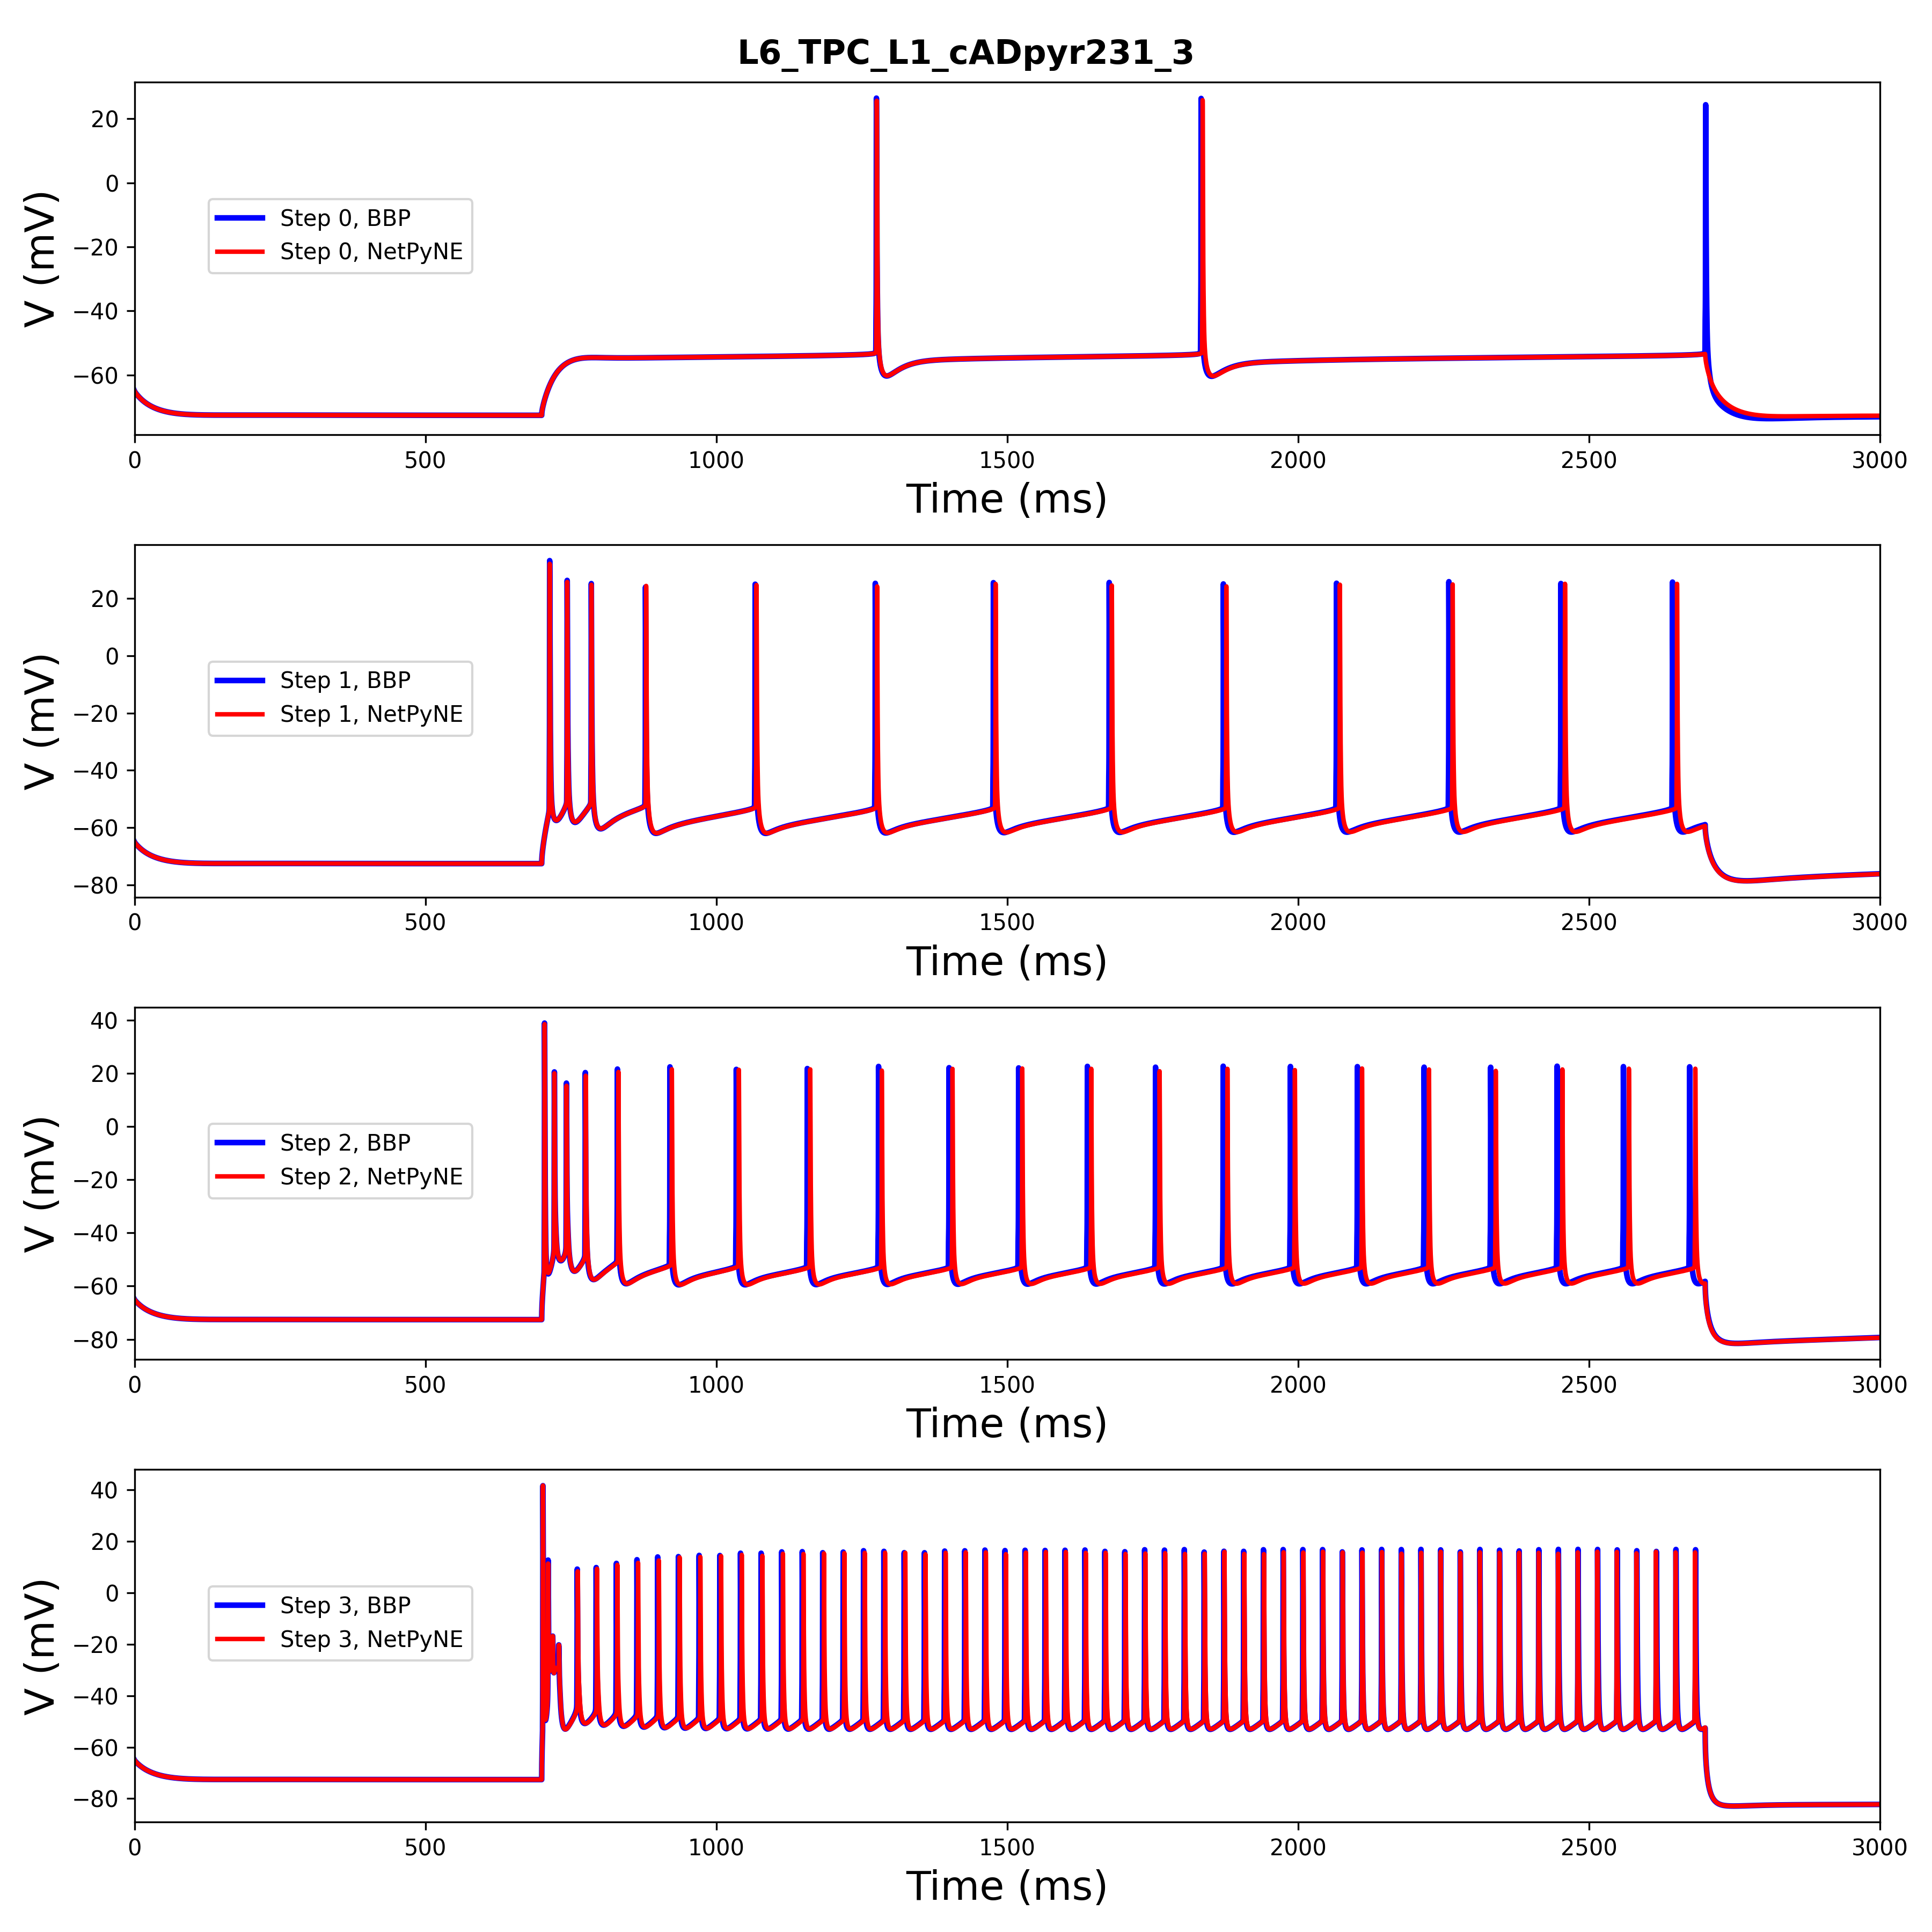 L6_TPC_L1_cADpyr231_3
20
0
−20
−40
−60
V (mV)
Step 0, BBP
Step 0, NetPyNE
0 500 1000 1500 2000 2500 3000
Time (ms)
20
0
−20
−40
−60
−80
V (mV)
Step 1, BBP
Step 1, NetPyNE
0 500 1000 1500 2000 2500 3000
Time (ms)
40
20
0
−20
−40
−60
−80
V (mV)
Step 2, BBP
Step 2, NetPyNE
0 500 1000 1500 2000 2500 3000
Time (ms)
40
20
0
−20
−40
−60
−80
V (mV)
Step 3, BBP
Step 3, NetPyNE
0 500 1000 1500 2000 2500 3000
Time (ms)